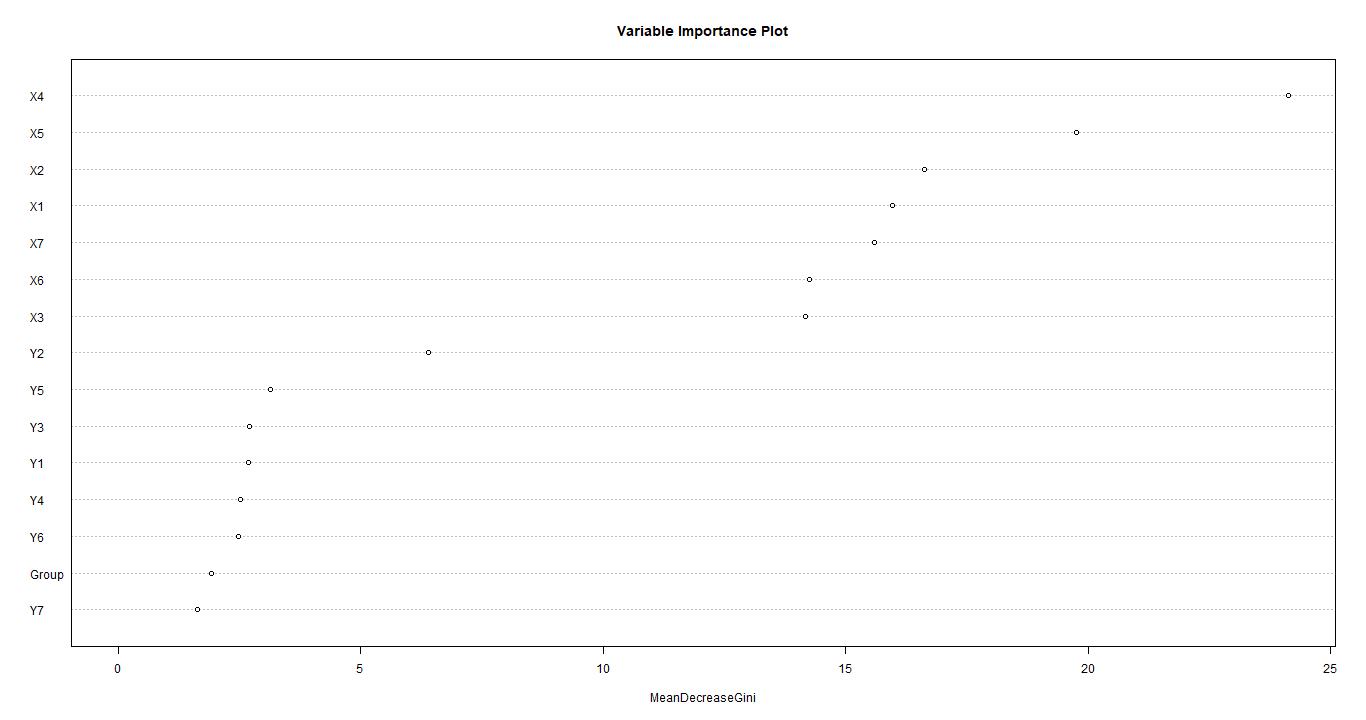 Variable Importance Plot
X4
X5
X2
X1
X7
X6
X3
Y2
Y5
Y3
Y1
Y4
Y6
Group
Y7
0 5 10 15 20 25
MeanDecreaseGini